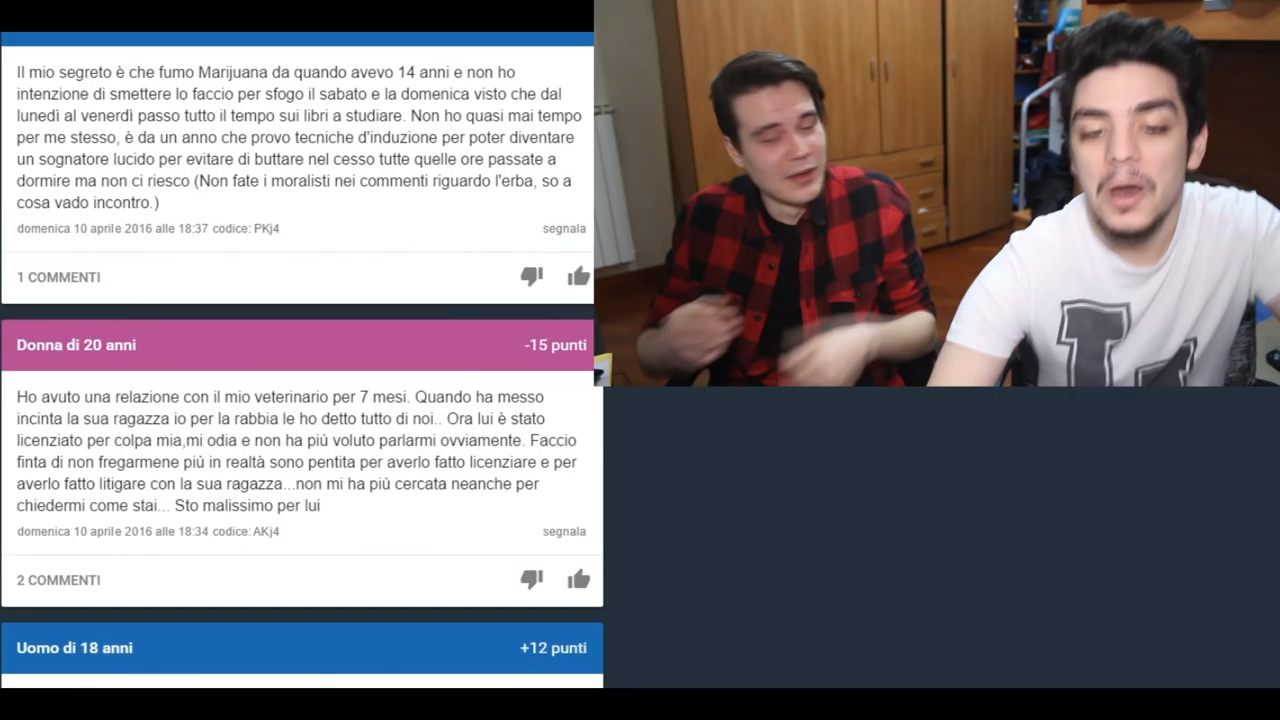 Il mio segreto è che fumo Marijuana da quando avevo 14 anni e non ho
intenzione di smettere lo faccio per sfogo il sabato e la domenica visto che dal
lunedì al venerdì passo tutto il tempo sui libri a studiare. Non ho quasi mai tempo
per me stesso, è da un anno che provo tecniche d'induzione per poter diventare
un sognatore lucido per evitare di buttare nel cesso tutte quelle ore passate a
dormire ma non ci riesco (Non fate i moralisti nei commenti riguardo l'erba, so a
cosa vado incontro.)
domenica 10 aprile 2016 alle 18:37 codice: PKj4 segnala
1 COMMENTI
Donna di 20 anni -15 punti
Ho avuto una relazione con il mio veterinario per 7 mesi. Quando ha messo
incinta la sua ragazza io per la rabbia le ho detto tutto di noi.. Ora lui è stato
licenziato per colpa mia,mi odia e non ha più voluto parlarmi ovviamente. Faccio
finta di non fregarmene più in realtà sono pentita per averlo fatto licenziare e per
averlo fatto litigare con la sua ragazza...non mi ha più cercata neanche per
chiedermi come stai... Sto malissimo per lui
domenica 10 aprile 2016 alle 18:34 codice: AKj4 segnala
2 COMMENTI
Uomo di 18 anni +12 punti